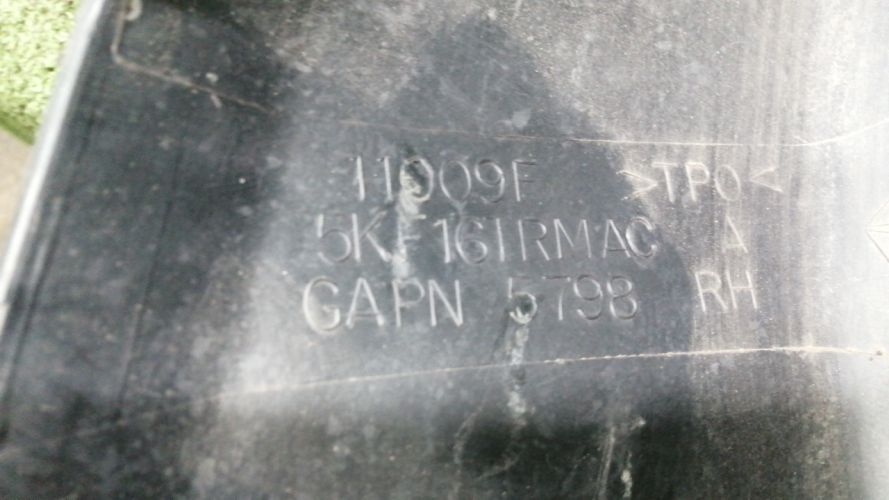 11009F >TPO<
5KF161RMAC A
GAPN 5798 RH